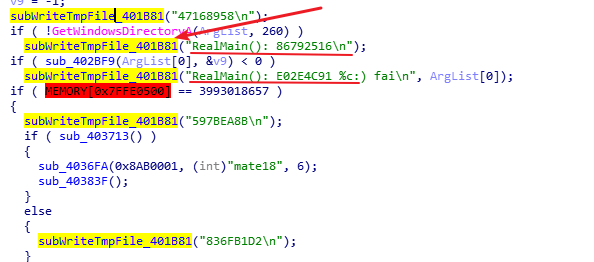 v9 = -1;
subWriteTmpFile_401B81("47168958\n");
if ( !GetWindowsDirectoryA(ArgList, 260) )
subWriteTmpFile_401B81("RealMain(): 86792516\n");
if ( sub_402BF9(ArgList[0], &v9) < 0 )
subWriteTmpFile_401B81("RealMain(): E02E4C91 %c:) fai\n", ArgList[0]);
if ( MEMORY[0x7FFE0500] == 3993018657 )
{
subWriteTmpFile_401B81("597BEA8B\n");
if ( sub_403713() )
{
sub_4036FA(0x8AB0001, (int)"mate18", 6);
sub_40383F();
}
else
{
subWriteTmpFile_401B81("836FB1D2\n");
}